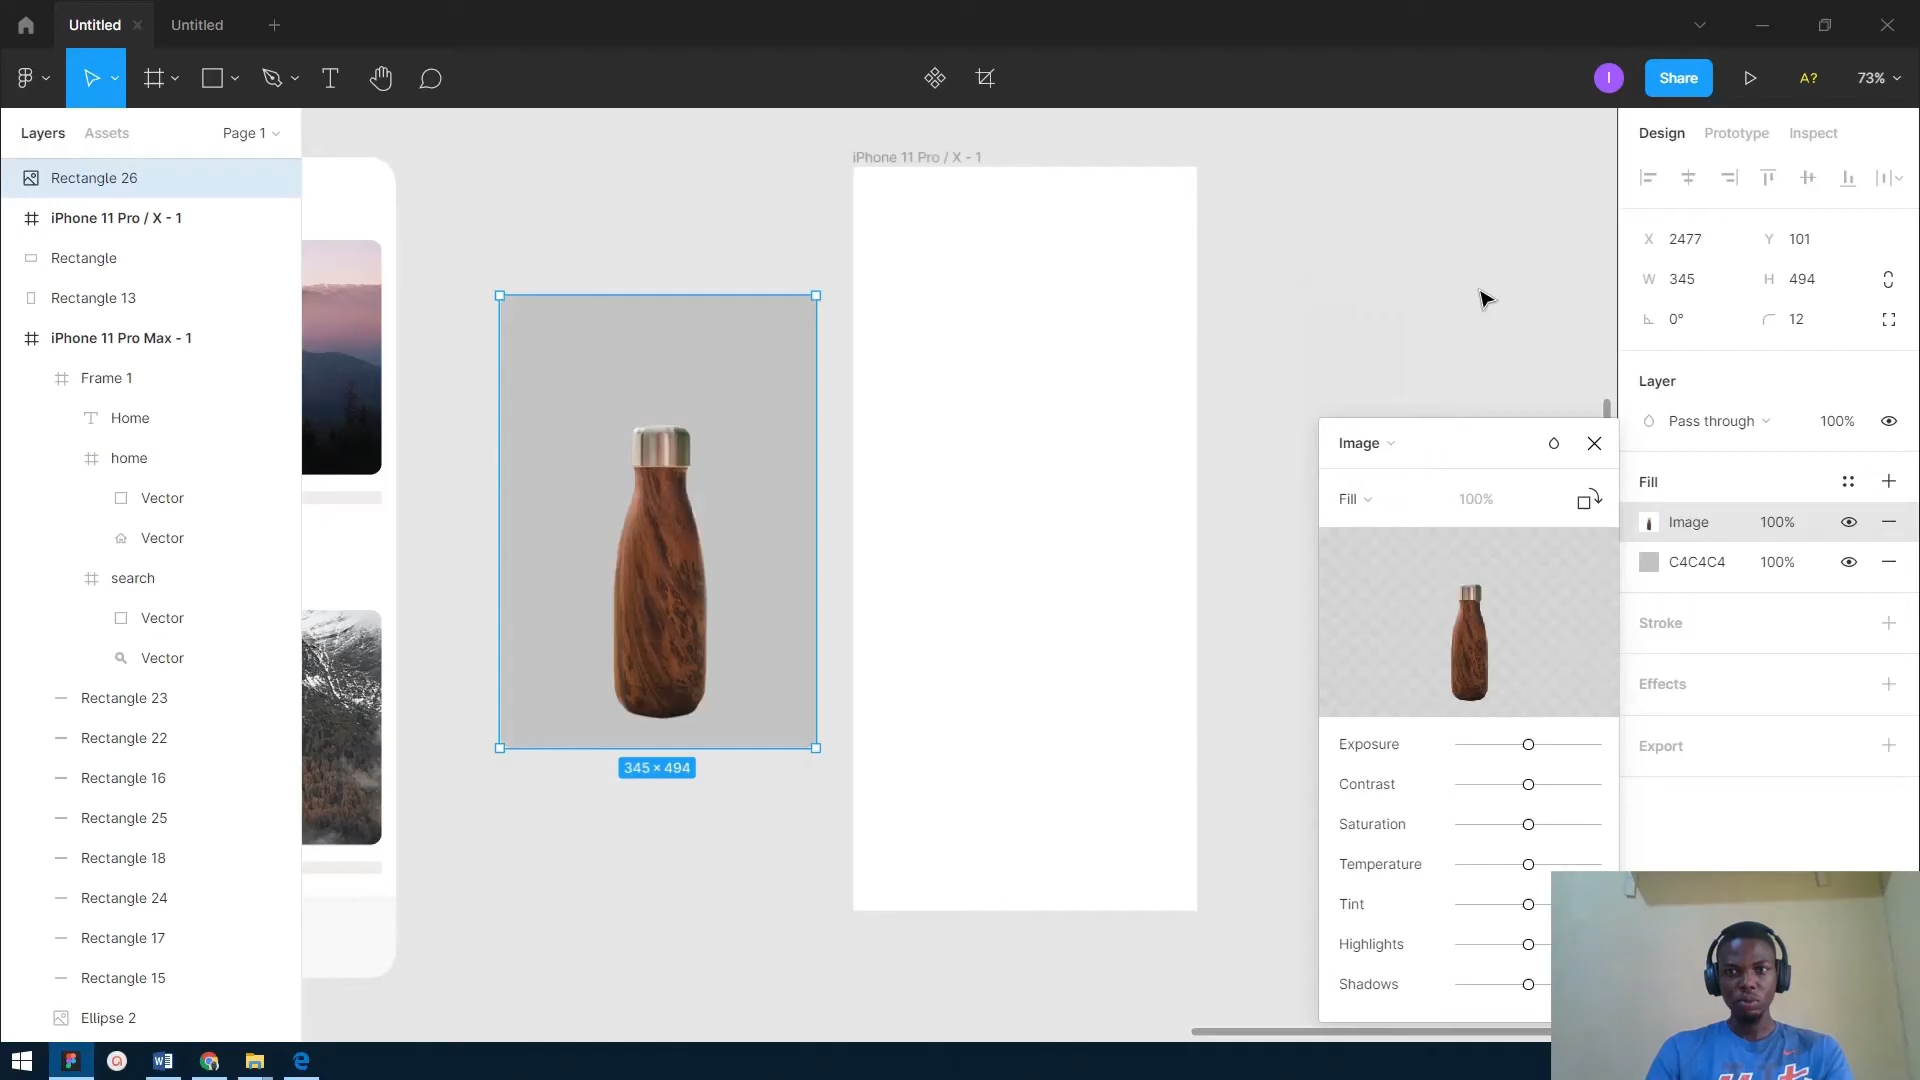 Untitled
Untitled
I
Share
A?
73%
Layers
Assets
Page 1
Rectangle 26
iPhone 11 Pro / X - 1
Rectangle
Rectangle 13
iPhone 11 Pro Max - 1
Frame 1
Home
home
Vector
Vector
search
Vector
Vector
Rectangle 23
Rectangle 22
Rectangle 16
Rectangle 25
Rectangle 18
Rectangle 24
Rectangle 17
Rectangle 15
Ellipse 2
iPhone 11 Pro / X - 1
345 × 494
Image
Fill
100%
Exposure
Contrast
Saturation
Temperature
Tint
Highlights
Shadows
Design
Prototype
Inspect
X 2477
Y 101
W 345
H 494
0°
12
Layer
Pass through
100%
Fill
Image
100%
C4C4C4
100%
Stroke
Effects
Export